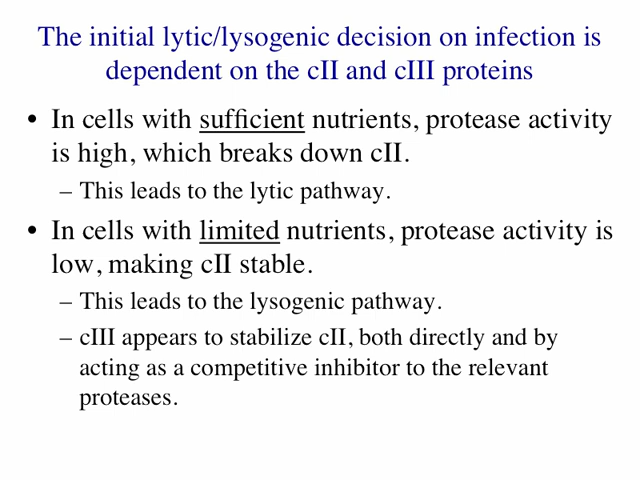 The initial lytic/lysogenic decision on infection is
dependent on the cII and cIII proteins
• In cells with sufficient nutrients, protease activity
is high, which breaks down cII.
– This leads to the lytic pathway.
• In cells with limited nutrients, protease activity is
low, making cII stable.
– This leads to the lysogenic pathway.
– cIII appears to stabilize cII, both directly and by
acting as a competitive inhibitor to the relevant
proteases.